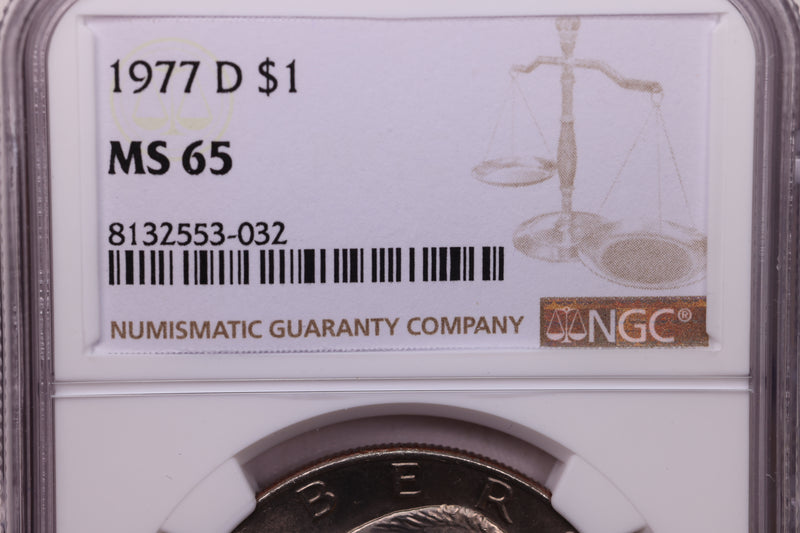 1977 D $1
MS 65
8132553-032
NUMISMATIC GUARANTY COMPANY
NGC®
BER